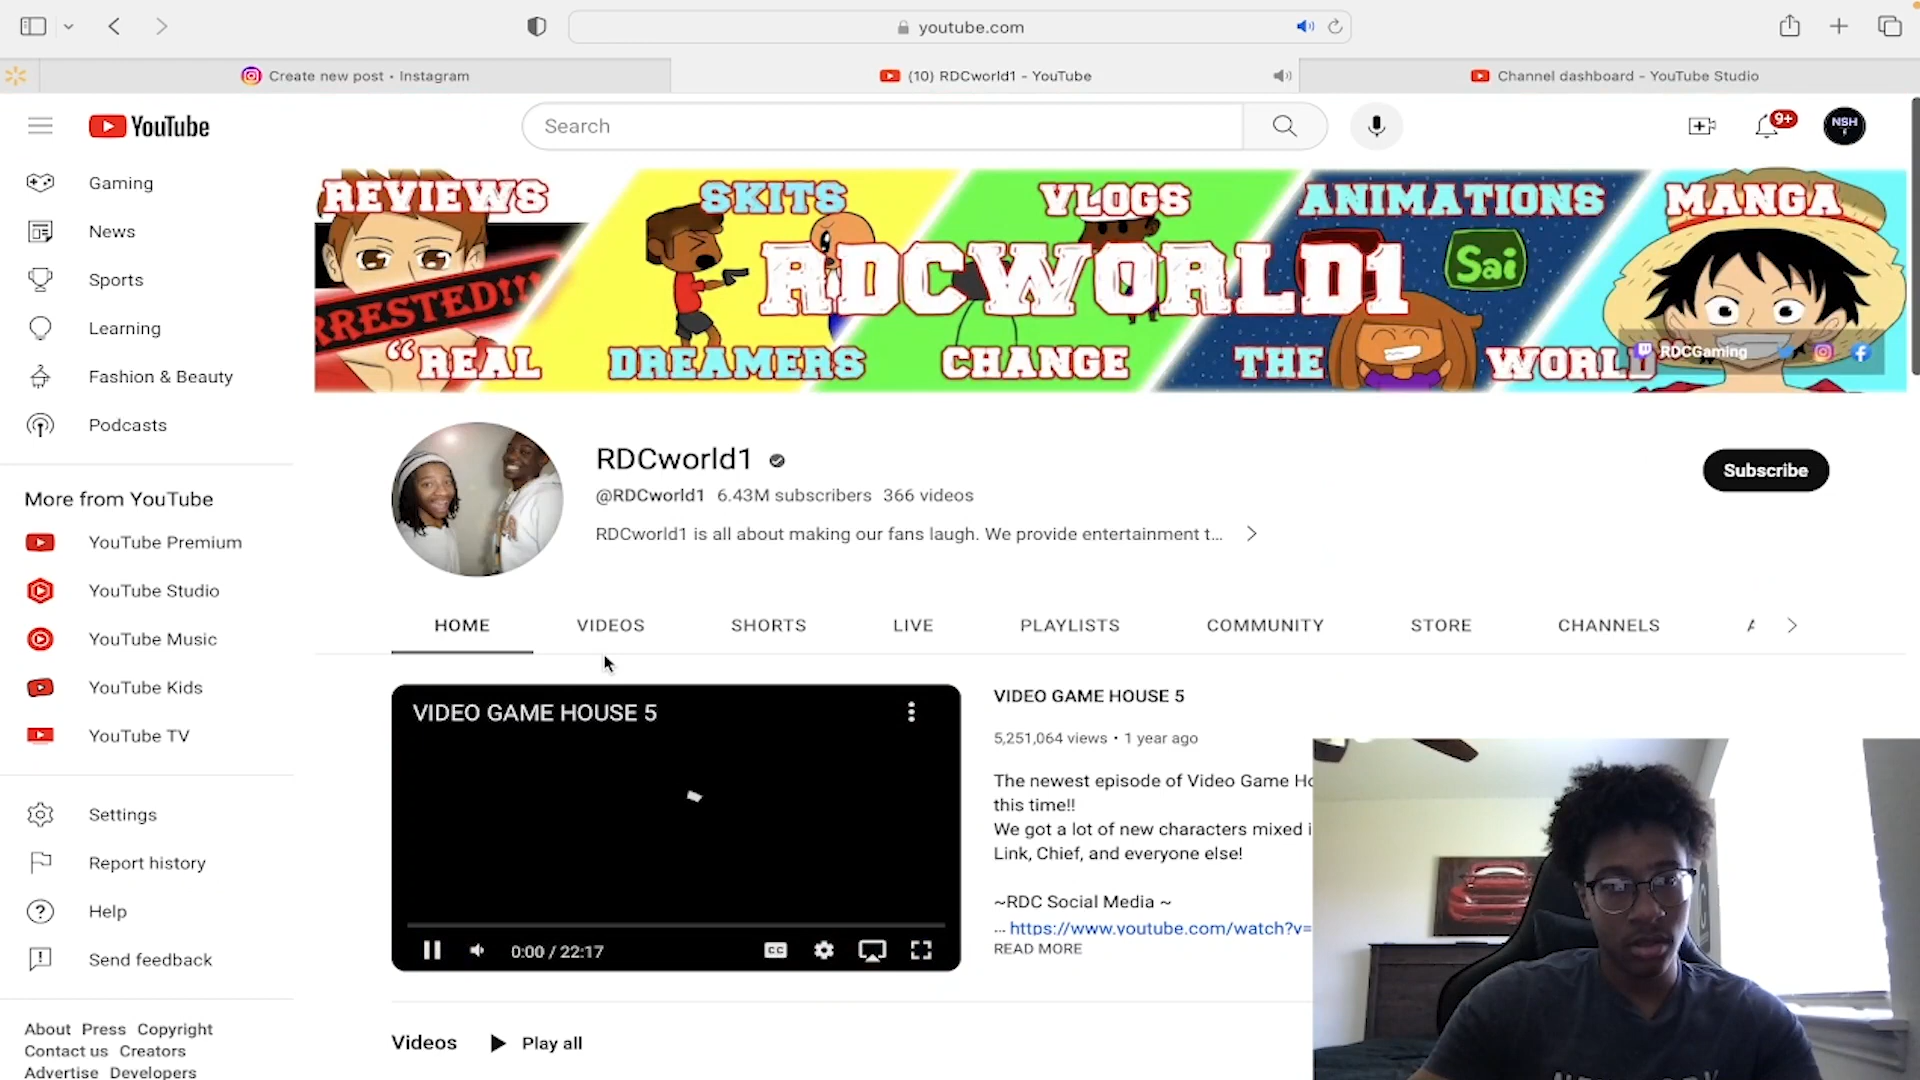 youtube.com
Create new post • Instagram
(10) RDCworld1 - YouTube
Channel dashboard - YouTube Studio
YouTube
Search
9+
NSH
Gaming
News
Sports
Learning
Fashion & Beauty
Podcasts
More from YouTube
YouTube Premium
YouTube Studio
YouTube Music
YouTube Kids
YouTube TV
Settings
Report history
Help
Send feedback
About Press Copyright
Contact us Creators
Advertise Developers
REVIEWS SKITS VLOGS ANIMATIONS MANGA
RDCWORLD1
Sai
RRESTED!!!
“REAL DREAMERS CHANGE THE WORLD
RDCGaming
RDCworld1
@RDCworld1 6.43M subscribers 366 videos
RDCworld1 is all about making our fans laugh. We provide entertainment t...
Subscribe
HOME VIDEOS SHORTS LIVE PLAYLISTS COMMUNITY STORE CHANNELS
VIDEO GAME HOUSE 5
0:00 / 22:17
CC
VIDEO GAME HOUSE 5
5,251,064 views • 1 year ago
The newest episode of Video Game Ho
this time!!
We got a lot of new characters mixed i
Link, Chief, and everyone else!
~RDC Social Media ~
... https://www.youtube.com/watch?v=
READ MORE
Videos Play all